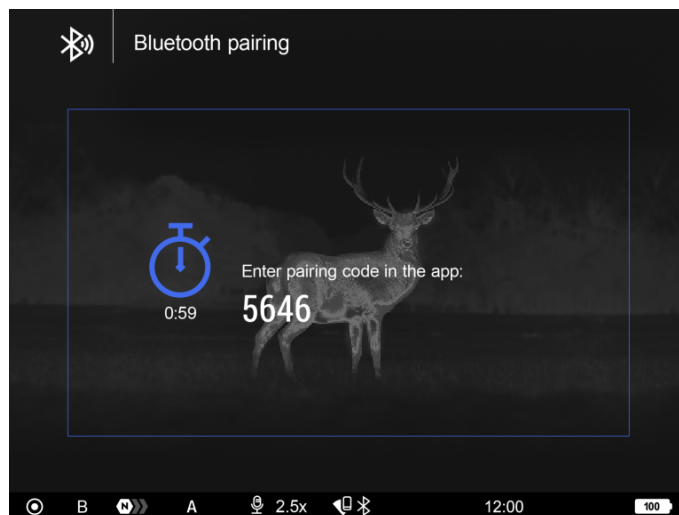 Bluetooth pairing
Enter pairing code in the app:
5646
0:59
B N A 2.5x 12:00 100